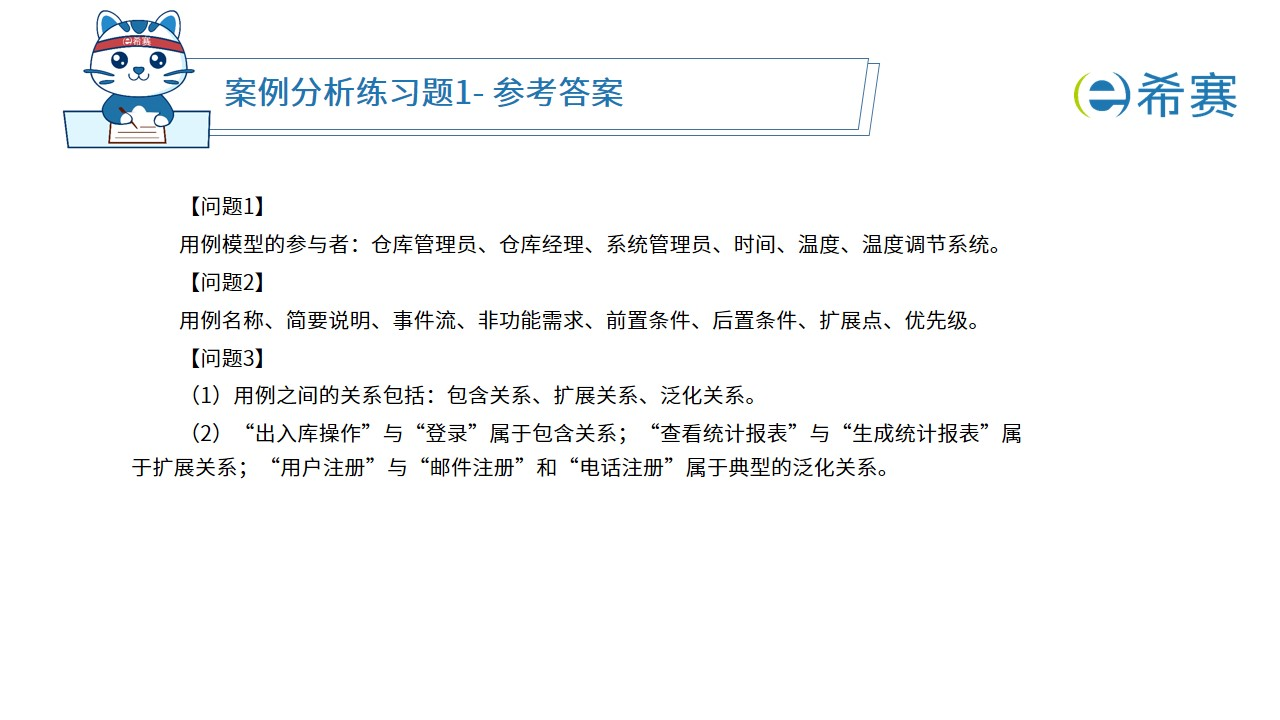 希赛
案例分析练习题1- 参考答案
希赛
【问题1】
用例模型的参与者：仓库管理员、仓库经理、系统管理员、时间、温度、温度调节系统。
【问题2】
用例名称、简要说明、事件流、非功能需求、前置条件、后置条件、扩展点、优先级。
【问题3】
（1）用例之间的关系包括：包含关系、扩展关系、泛化关系。
（2）“出入库操作”与“登录”属于包含关系；“查看统计报表”与“生成统计报表”属
于扩展关系；“用户注册”与“邮件注册”和“电话注册”属于典型的泛化关系。